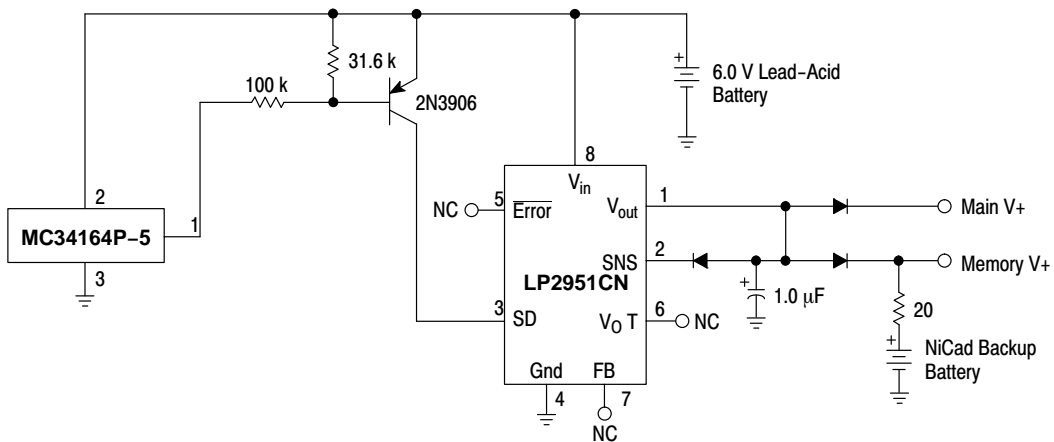 31.6 k
100 k
2N3906
6.0 V Lead–Acid
Battery
2
MC34164P–5
1
3
8
Vin
5
NC
Error
Vout
1
Main V+
SNS
2
Memory V+
LP2951CN
1.0 μF
20
3
SD
VO T
6
NC
NiCad Backup
Battery
Gnd
FB
4
7
NC
+
+
+